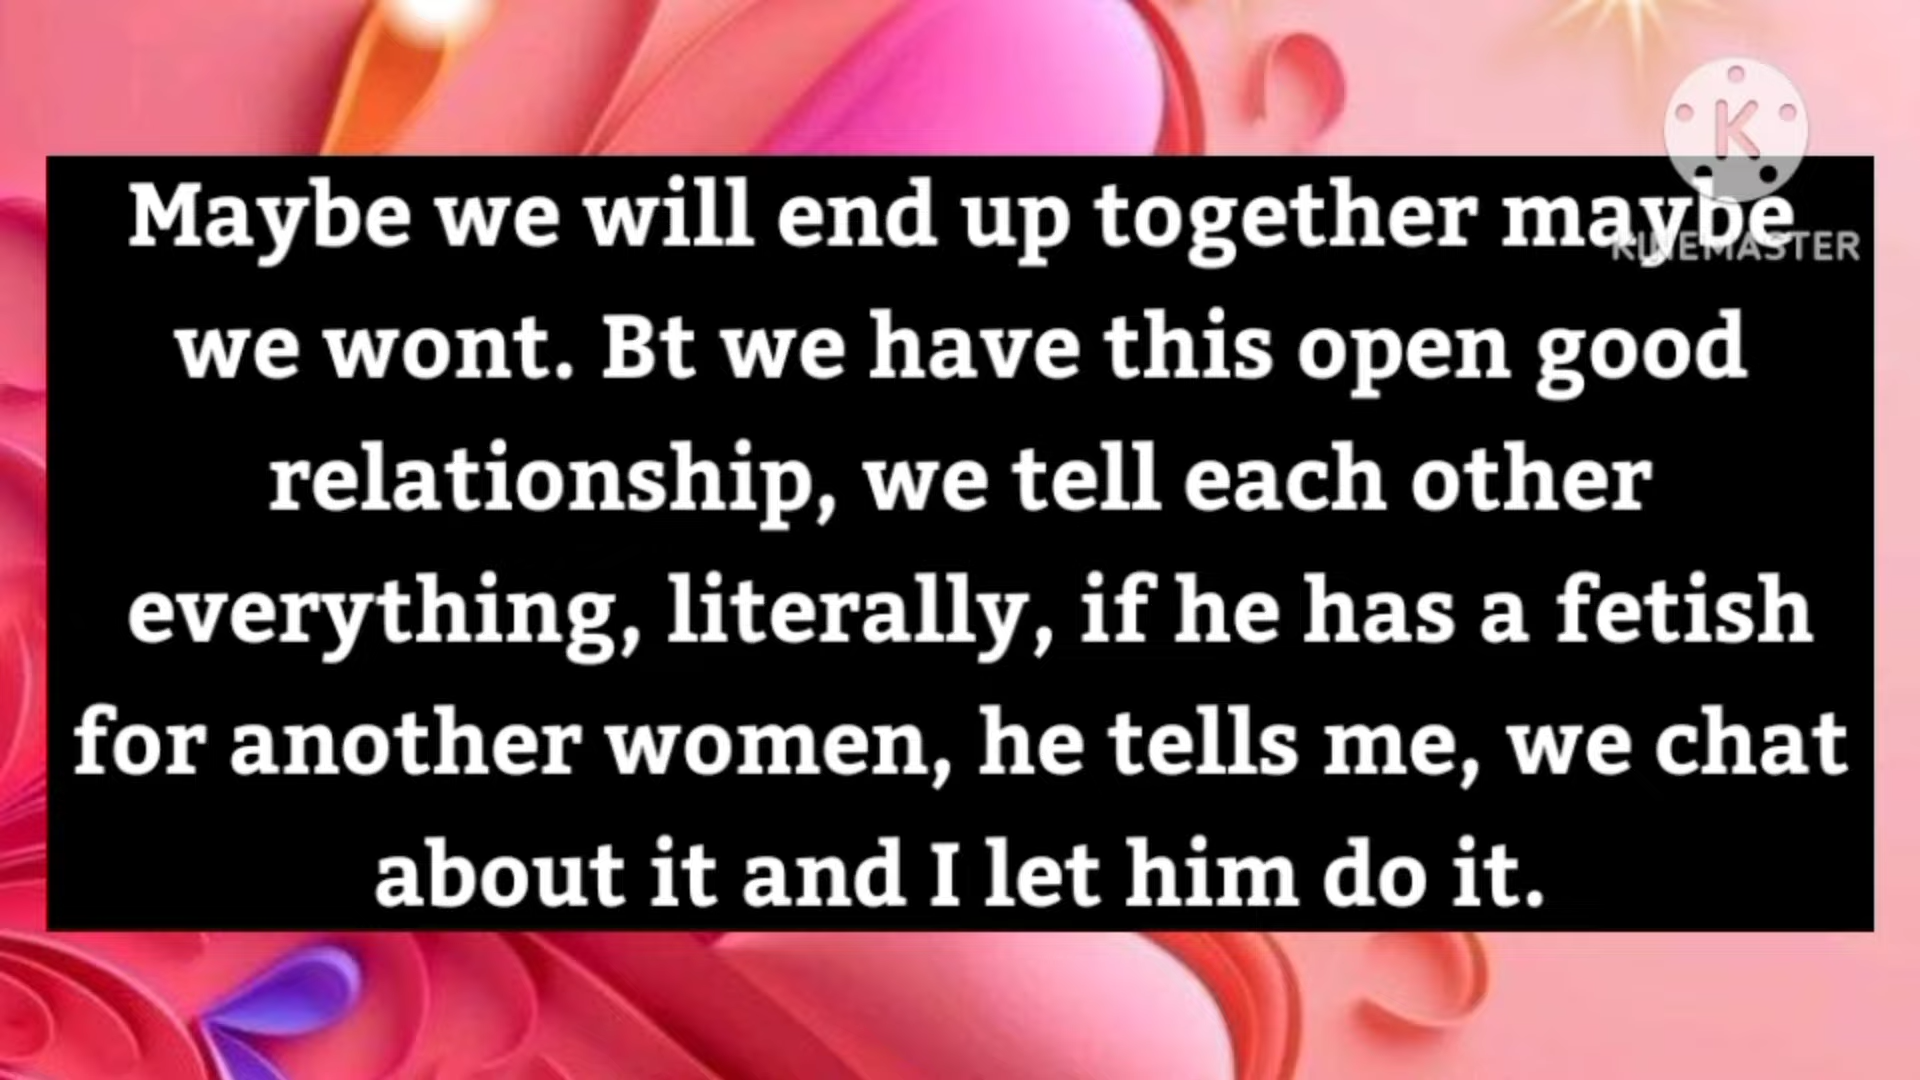 Maybe we will end up together maybe
we wont. Bt we have this open good
relationship, we tell each other
everything, literally, if he has a fetish
for another women, he tells me, we chat
about it and I let him do it.
K
KINEMASTER